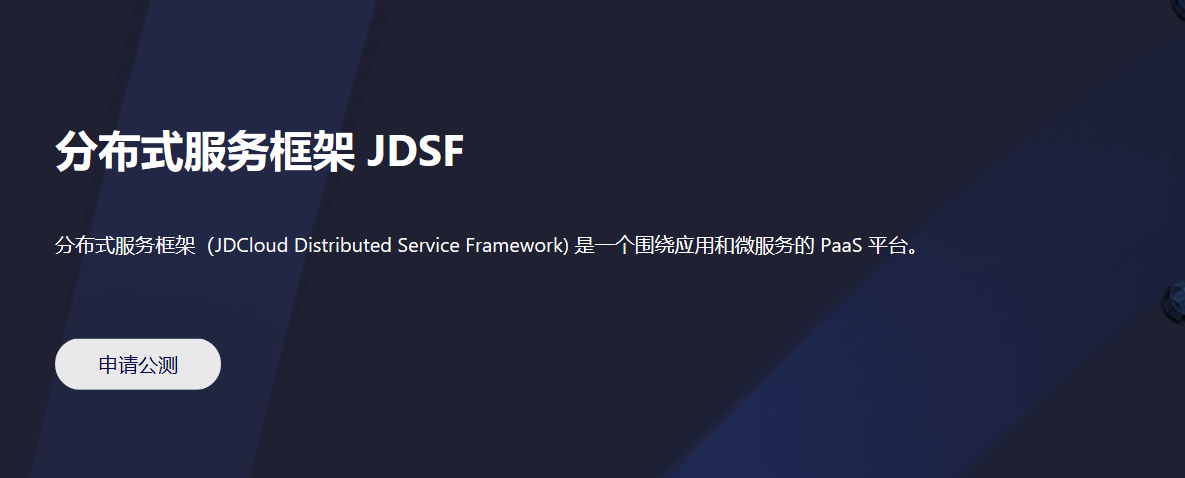 分布式服务框架 JDSF
分布式服务框架（JDCloud Distributed Service Framework) 是一个围绕应用和微服务的 PaaS 平台。
申请公测